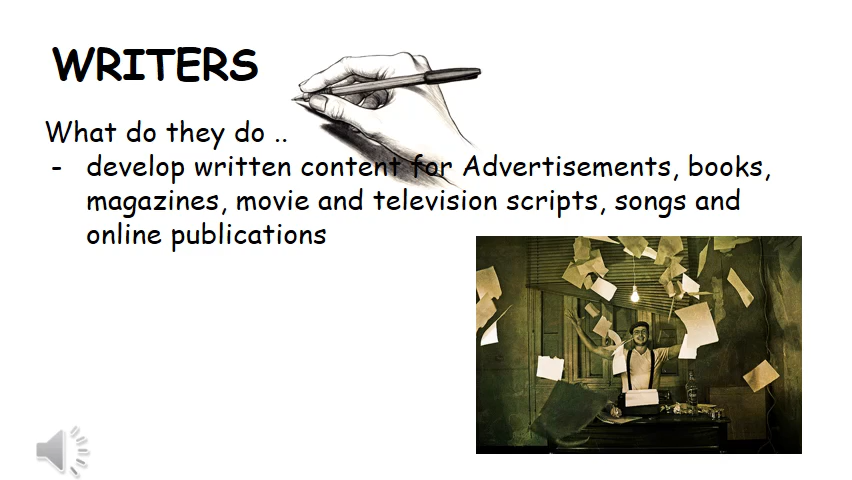 WRITERS
What do they do ..
- develop written content for Advertisements, books,
magazines, movie and television scripts, songs and
online publications